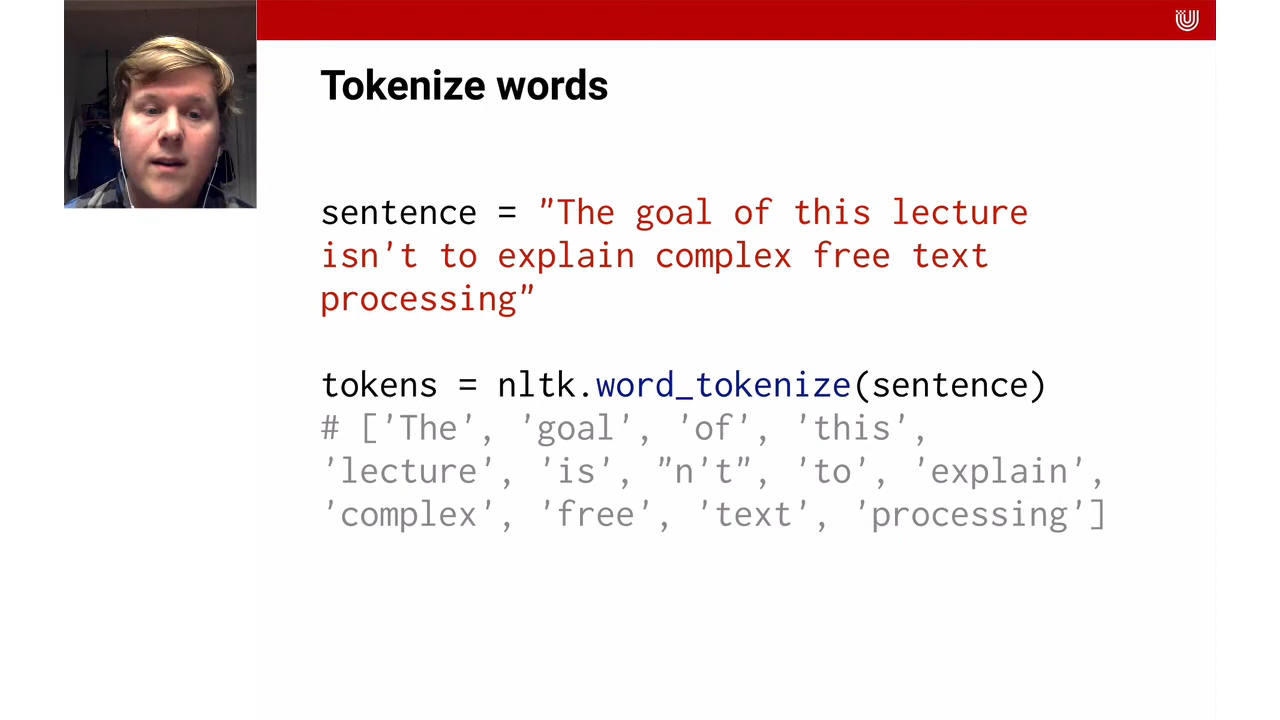 Tokenize words
sentence = "The goal of this lecture
isn't to explain complex free text
processing"
tokens = nltk.word_tokenize(sentence)
# ['The', 'goal', 'of', 'this',
'lecture', 'is', "n't", 'to', 'explain',
'complex', 'free', 'text', 'processing']